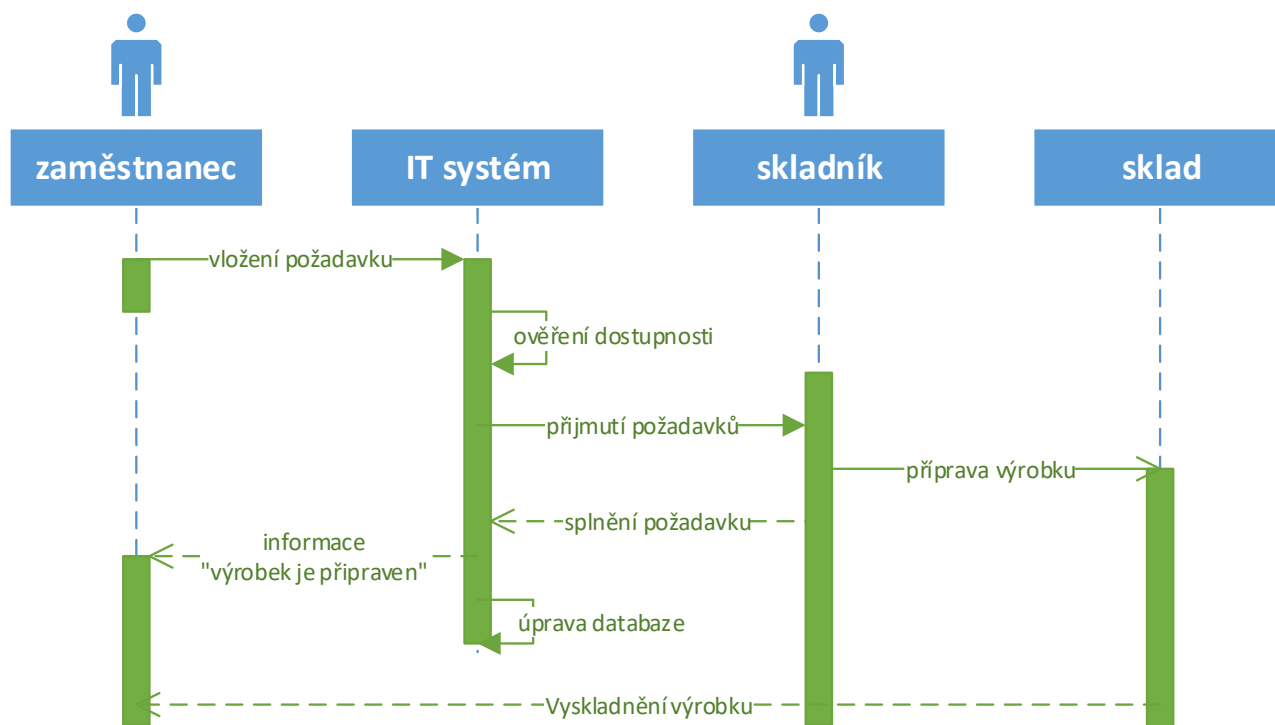 zaměstnanec
IT systém
skladník
sklad
vložení požadavku
ověření dostupnosti
přijmutí požadavků
příprava výrobku
splnění požadavku
informace
"výrobek je připraven"
úprava databaze
Vyskladnění výrobku